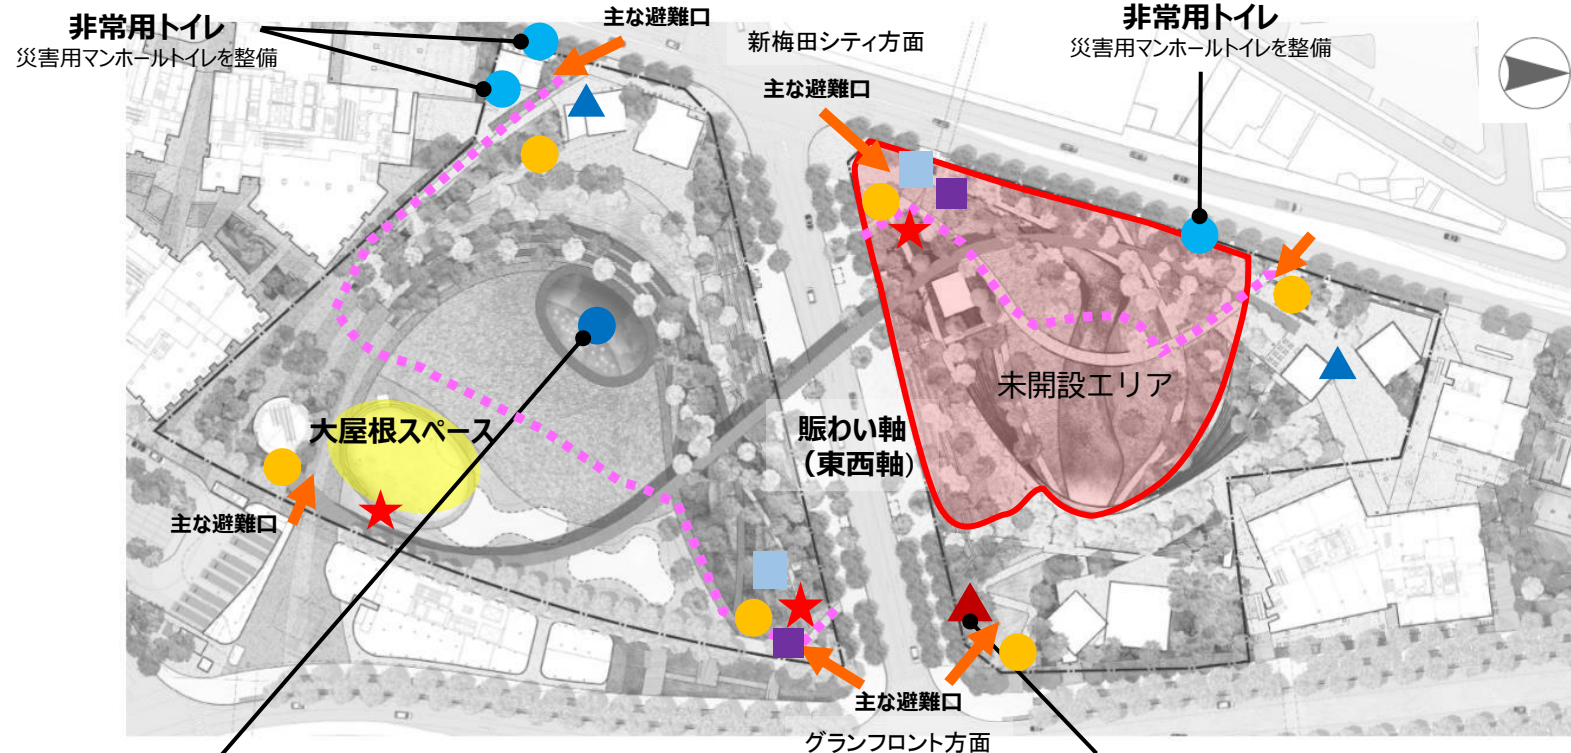 非常用トイレ
災害用マンホールトイレを整備
主な避難口
新梅田シティ方面
主な避難口
非常用トイレ
災害用マンホールトイレを整備
未開設エリア
大屋根スペース
賑わい軸
（東西軸）
主な避難口
主な避難口
グランフロント方面